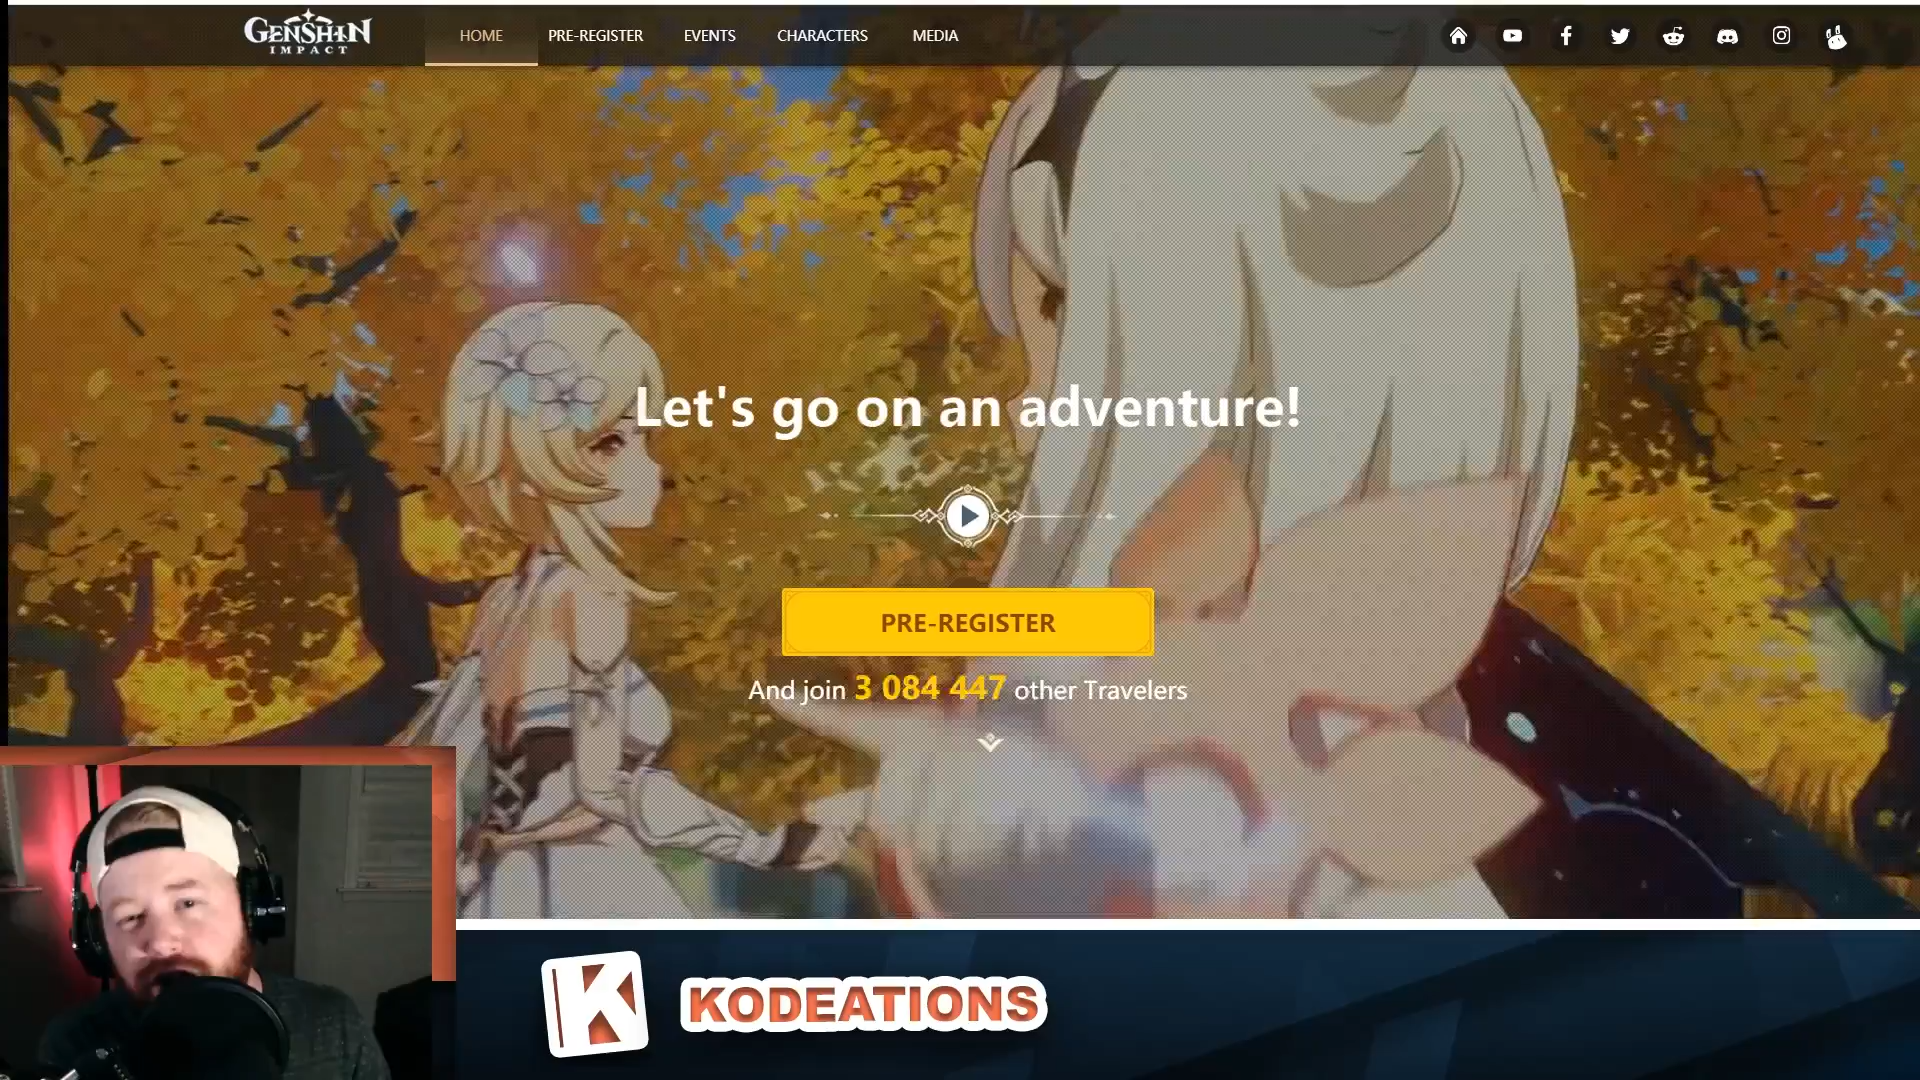 GENSHIN
IMPACT
HOME
PRE-REGISTER
EVENTS
CHARACTERS
MEDIA
Let's go on an adventure!
PRE-REGISTER
And join 3 084 447 other Travelers
K
KODEATIONS